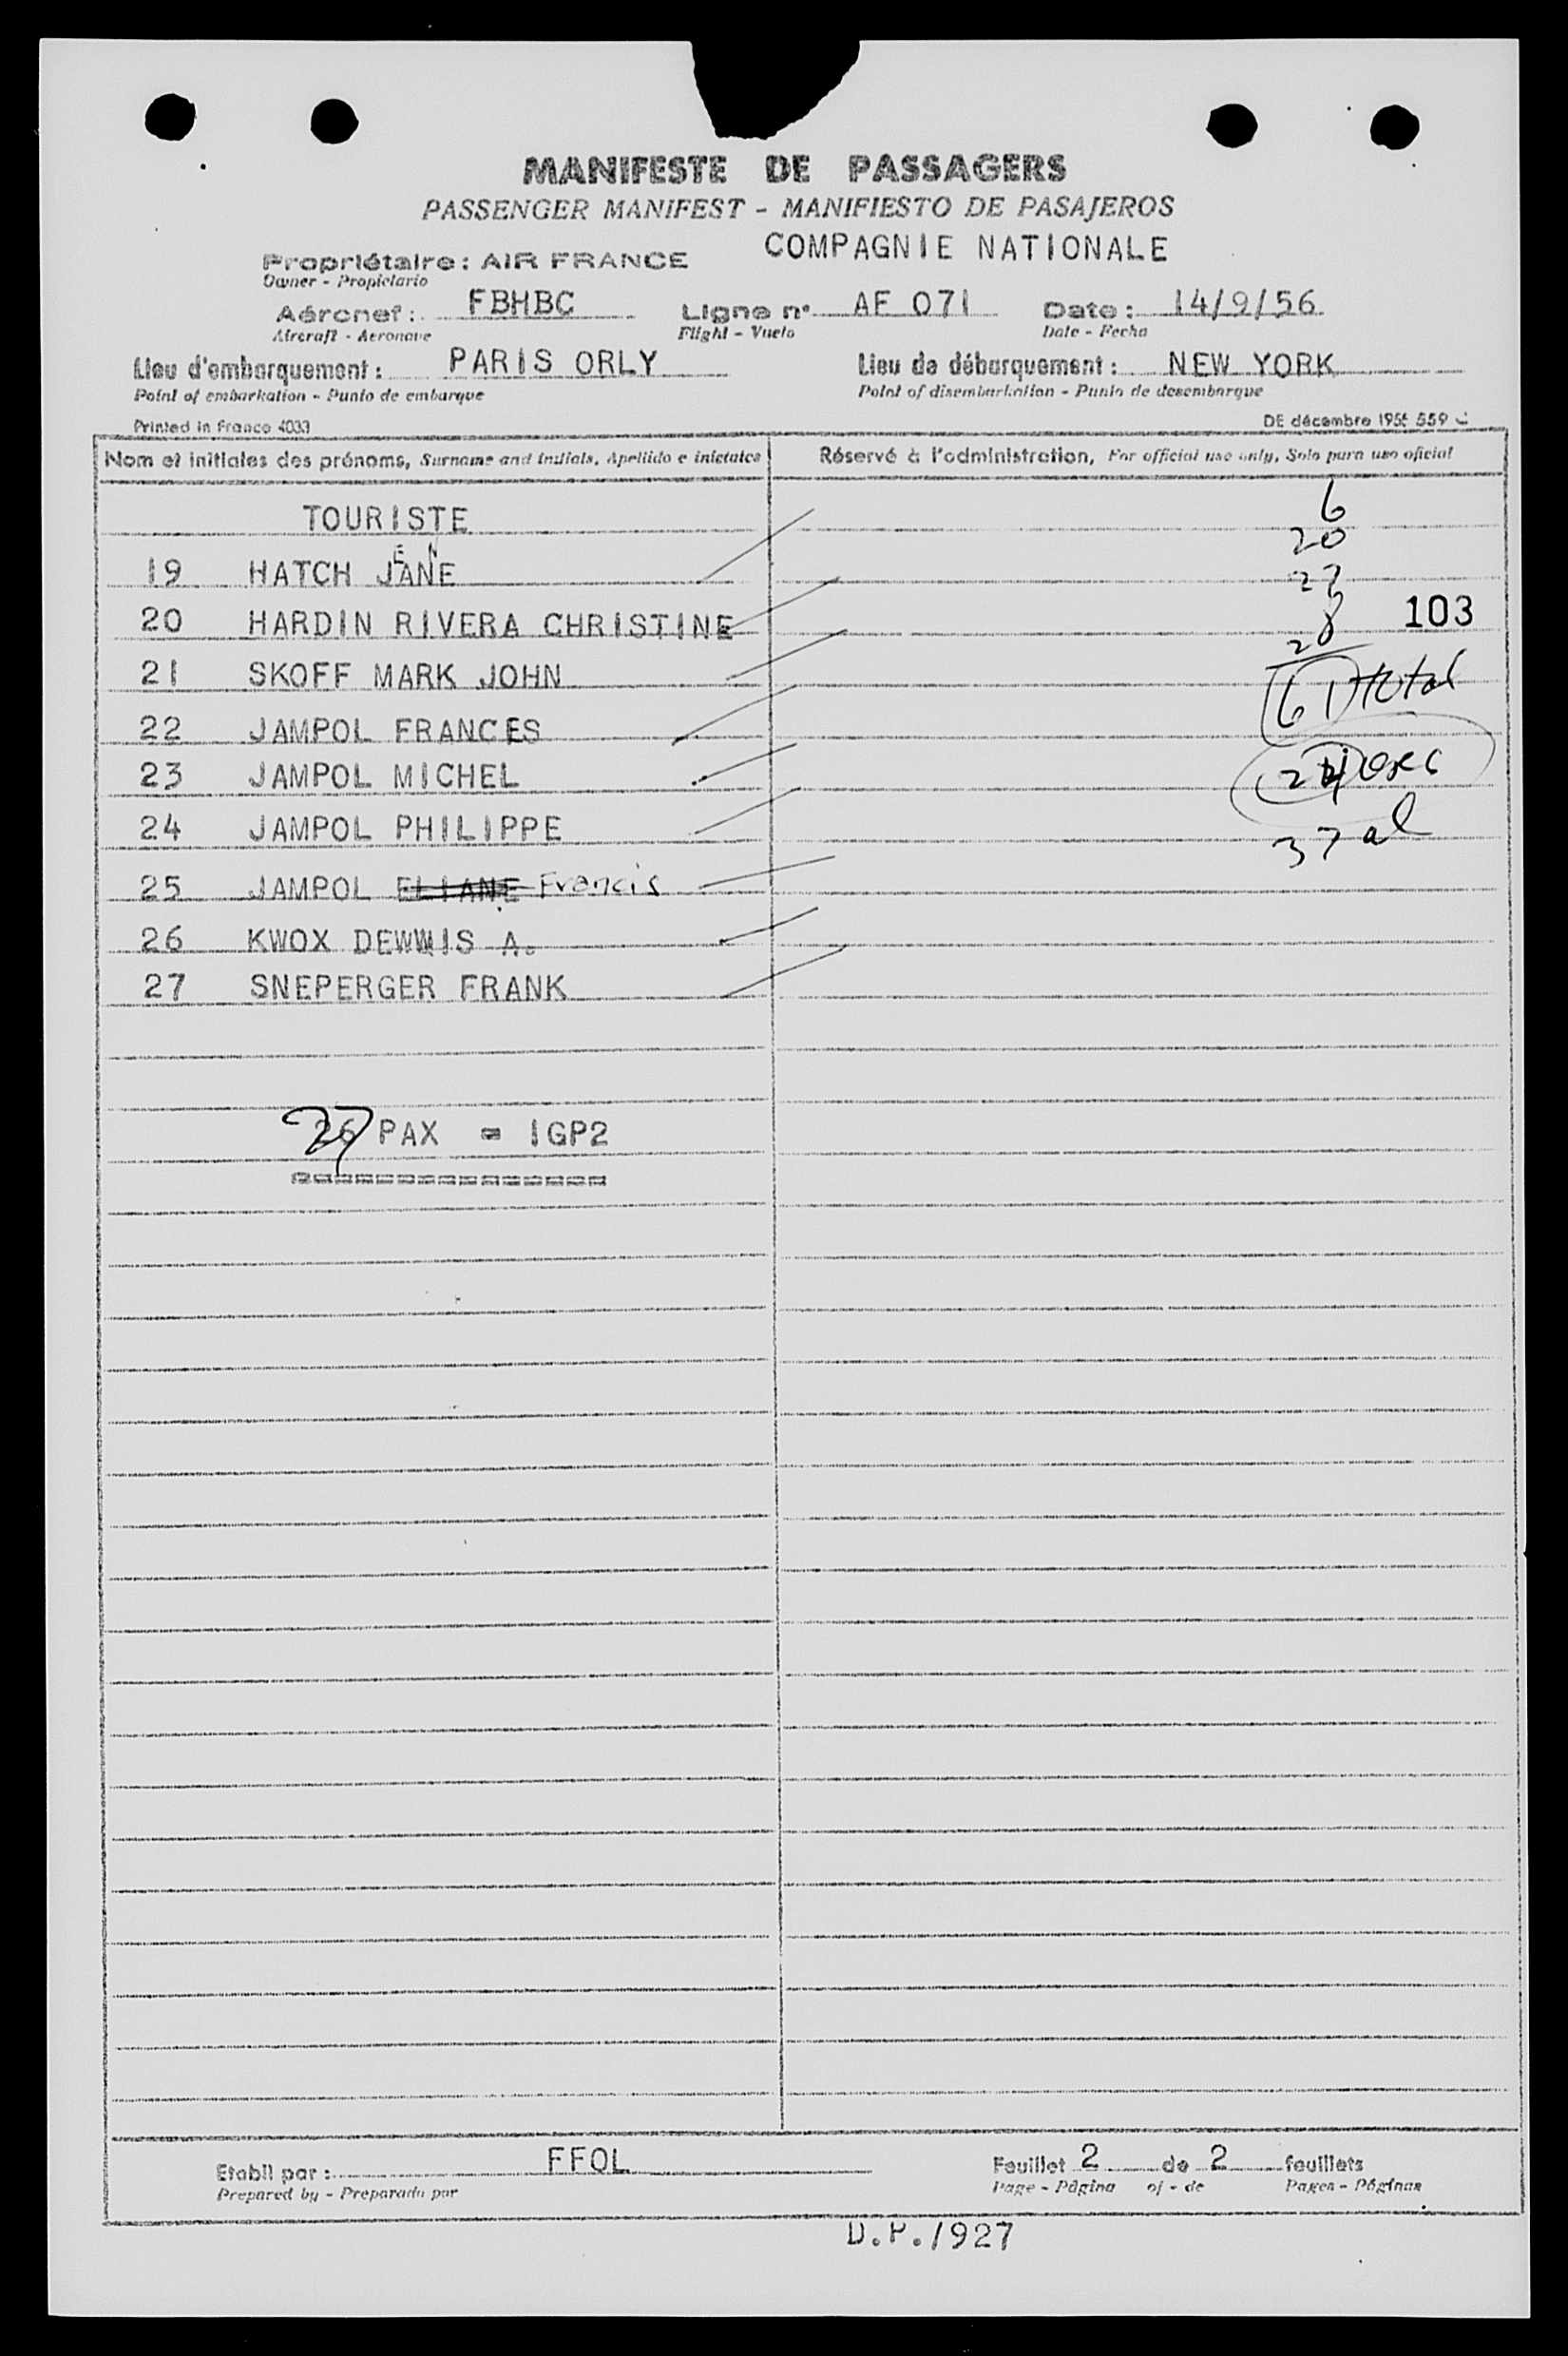 MANIFESTE DE PASSAGERS
PASSENGER MANIFEST - MANIFIESTO DE PASAJEROS
COMPAGNIE NATIONALE
Propriétaire : AIR FRANCE
Owner - Propietario
Aéronef : FBHBC Ligne n° AF 071 Date : 14/9/56
Aircraft - Aeronave Flight - Vuelo Date - Fecha
Lieu d'embarquement : PARIS ORLY Lieu de débarquement : NEW YORK
Point of embarkation - Punto de embarque Point of disembarkation - Punto de desembarque
Printed in France 4033 DE décembre 1955 559
Nom et initiales des prénoms, Surname and initials, Apellido e iniciales Réservé à l'administration, For official use only, Solo para uso oficial
TOURISTE 6
20
E N
19 HATCH JANE 27
20 HARDIN RIVERA CHRISTINE 8 103
28
21 SKOFF MARK JOHN 61 total
22 JAMPOL FRANCES
23 JAMPOL MICHEL 24
24 JAMPOL PHILIPPE 37 al
25 JAMPOL ELIANE Francis
26 KWOX DEWWIS A.
27 SNEPERGER FRANK
27 PAX = IGP2
===============
Etabli par : FFOL Feuillet 2 de 2 feuillets
Prepared by - Preparado por Page - Página of - de Pages - Páginas
D.P./927